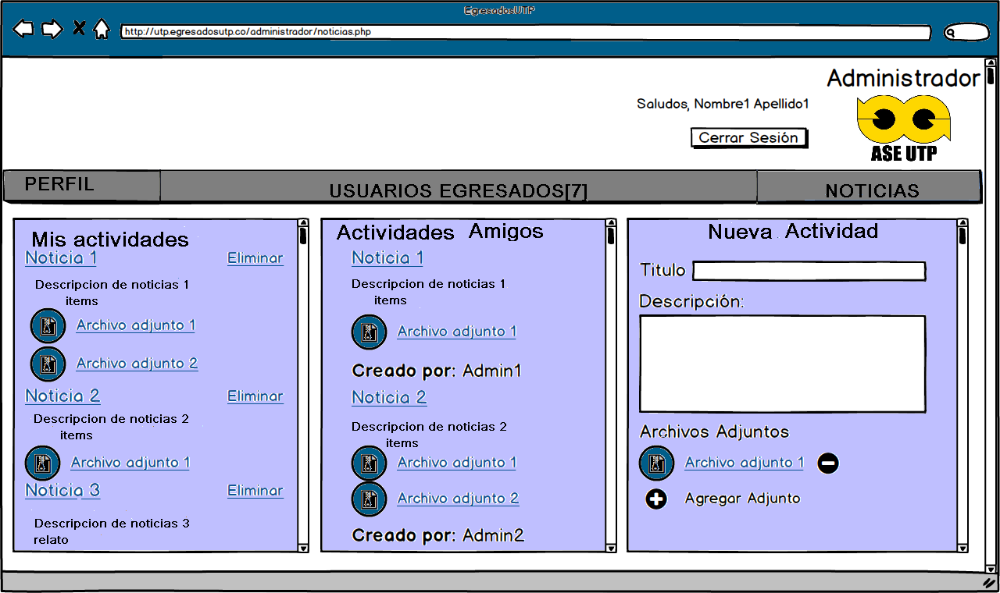 EgresadosUTP
http://utp.egresadosutp.co/administrador/noticias.php
Administrador
Saludos, Nombre1 Apellido1
Cerrar Sesión
ASE UTP
PERFIL
USUARIOS EGRESADOS[7]
NOTICIAS
Mis actividades
Noticia 1 Eliminar
Descripcion de noticias 1
items
Archivo adjunto 1
Archivo adjunto 2
Noticia 2 Eliminar
Descripcion de noticias 2
items
Archivo adjunto 1
Noticia 3 Eliminar
Descripcion de noticias 3
relato
Actividades Amigos
Noticia 1
Descripcion de noticias 1
items
Archivo adjunto 1
Creado por: Admin1
Noticia 2
Descripcion de noticias 2
items
Archivo adjunto 1
Archivo adjunto 2
Creado por: Admin2
Nueva Actividad
Titulo
Descripción:
Archivos Adjuntos
Archivo adjunto 1
Agregar Adjunto